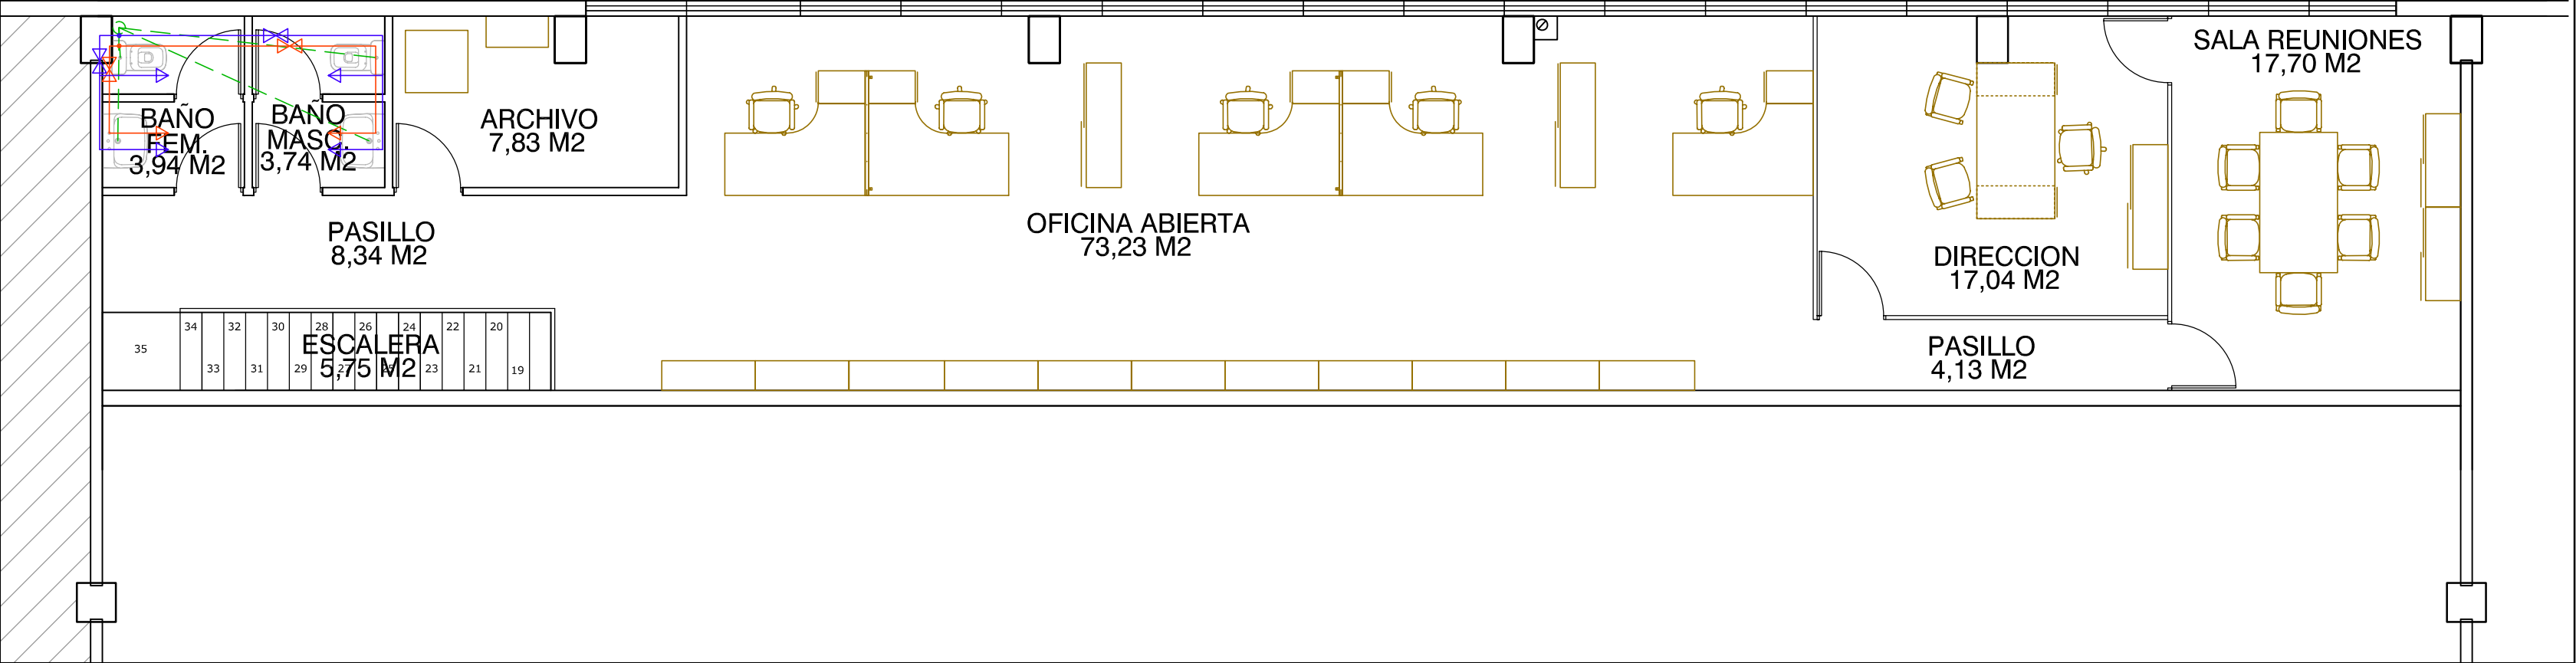 SALA REUNIONES
17,70 M2
BAÑO
FEM.
3,94 M2
BAÑO
MASC.
3,74 M2
ARCHIVO
7,83 M2
PASILLO
8,34 M2
OFICINA ABIERTA
73,23 M2
DIRECCION
17,04 M2
34 32 30 28 26 24 22 20
ESCALERA
5,75 M2
35
33 31 29 27 25 23 21 19
PASILLO
4,13 M2